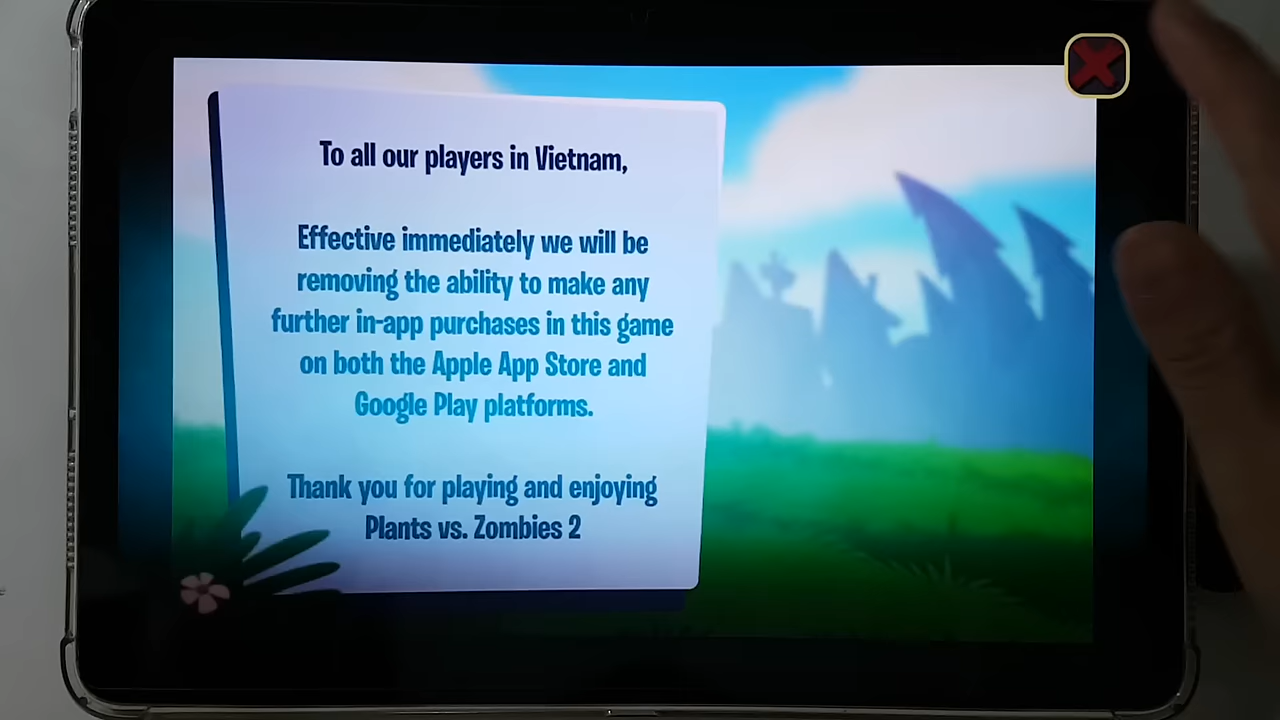 To all our players in Vietnam,
Effective immediately we will be
removing the ability to make any
further in-app purchases in this game
on both the Apple App Store and
Google Play platforms.
Thank you for playing and enjoying
Plants vs. Zombies 2